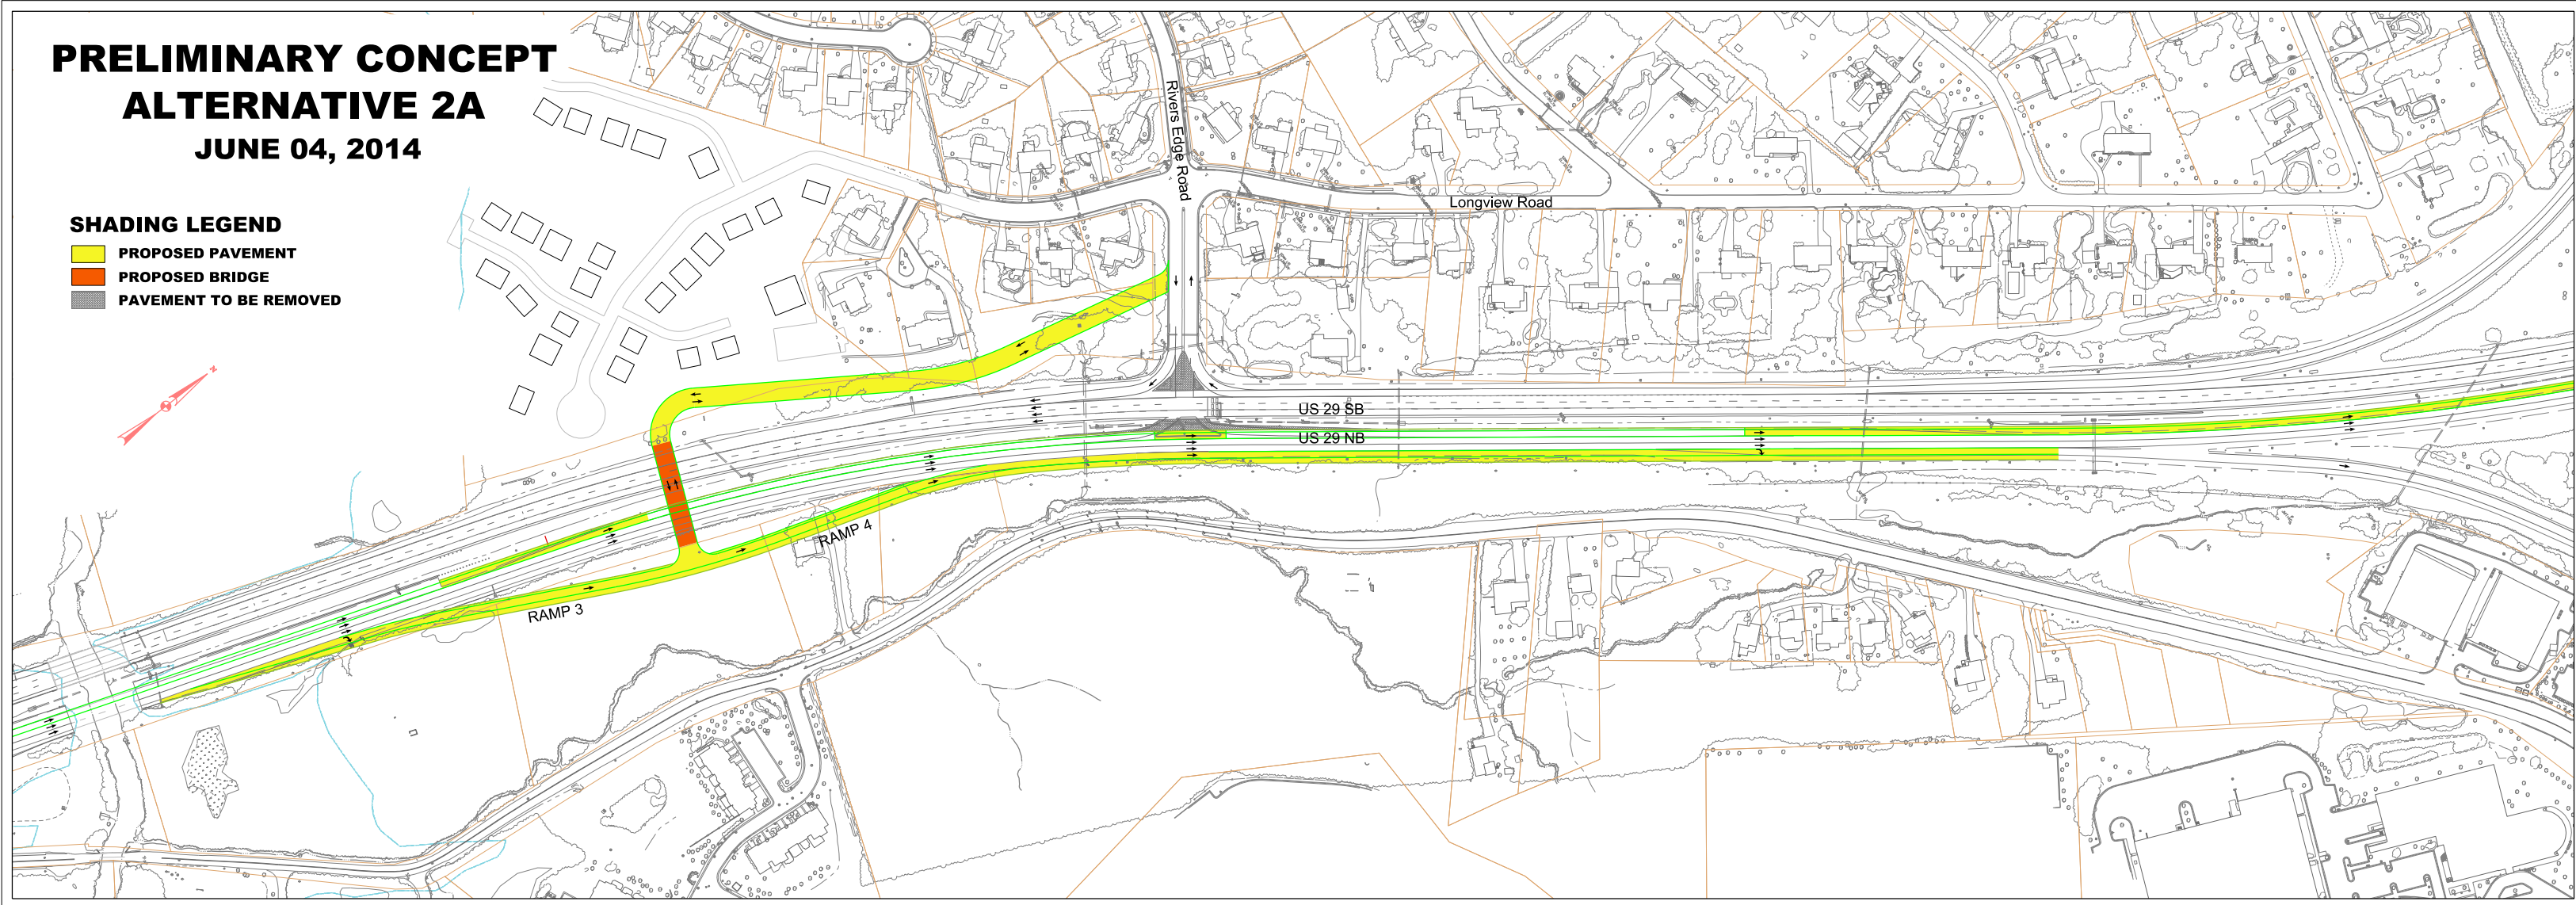 PRELIMINARY CONCEPT
ALTERNATIVE 2A
JUNE 04, 2014
SHADING LEGEND
PROPOSED PAVEMENT
PROPOSED BRIDGE
PAVEMENT TO BE REMOVED
N
Rivers Edge Road
Longview Road
US 29 SB
US 29 NB
RAMP 4
RAMP 3